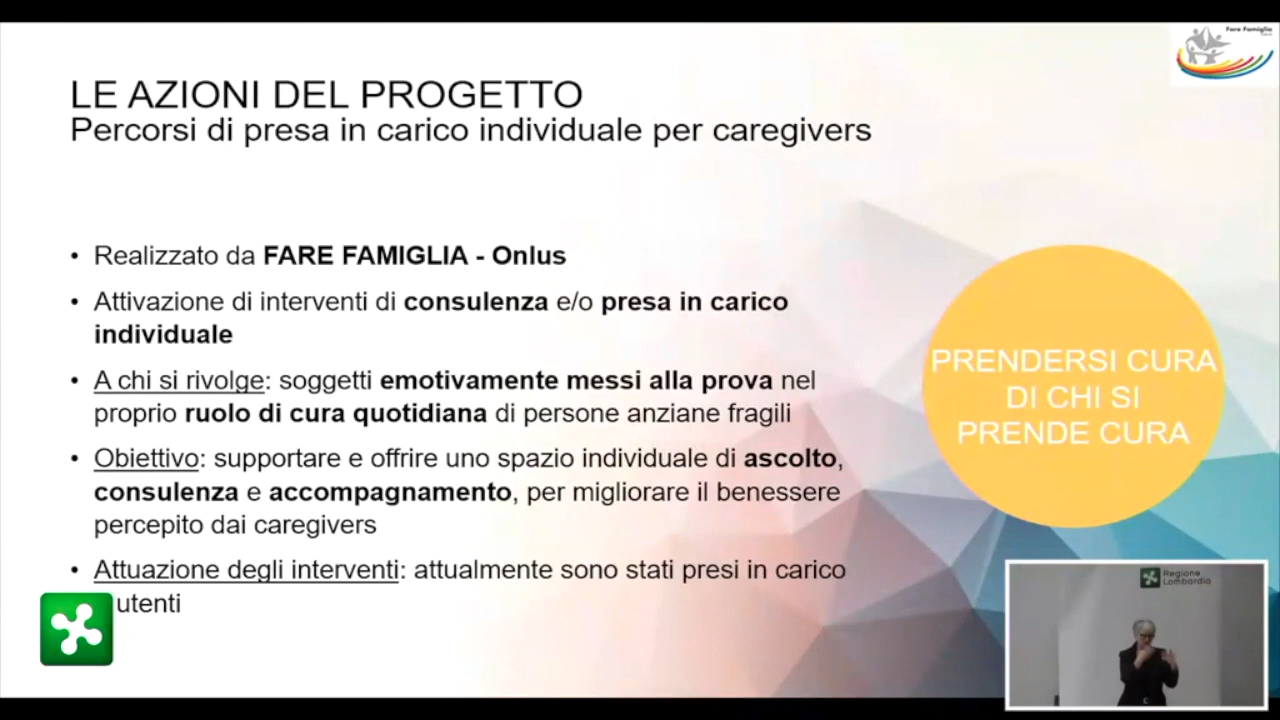 Fare Famiglia
LE AZIONI DEL PROGETTO
Percorsi di presa in carico individuale per caregivers
• Realizzato da FARE FAMIGLIA - Onlus
• Attivazione di interventi di consulenza e/o presa in carico
individuale
• A chi si rivolge: soggetti emotivamente messi alla prova nel
proprio ruolo di cura quotidiana di persone anziane fragili
• Obiettivo: supportare e offrire uno spazio individuale di ascolto,
consulenza e accompagnamento, per migliorare il benessere
percepito dai caregivers
• Attuazione degli interventi: attualmente sono stati presi in carico
utenti
PRENDERSI CURA
DI CHI SI
PRENDE CURA
Regione
Lombardia